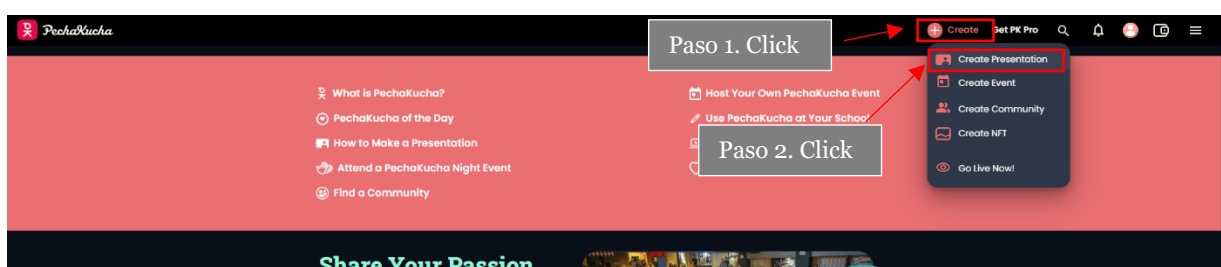 PechaKucha
Paso 1. Click
Create
Get PK Pro
Create Presentation
Create Event
Create Community
Create NFT
Go Live Now!
What is PechaKucha?
PechaKucha of the Day
How to Make a Presentation
Attend a PechaKucha Night Event
Find a Community
Host Your Own PechaKucha Event
Use PechaKucha at Your School
Paso 2. Click
Share Your Passion